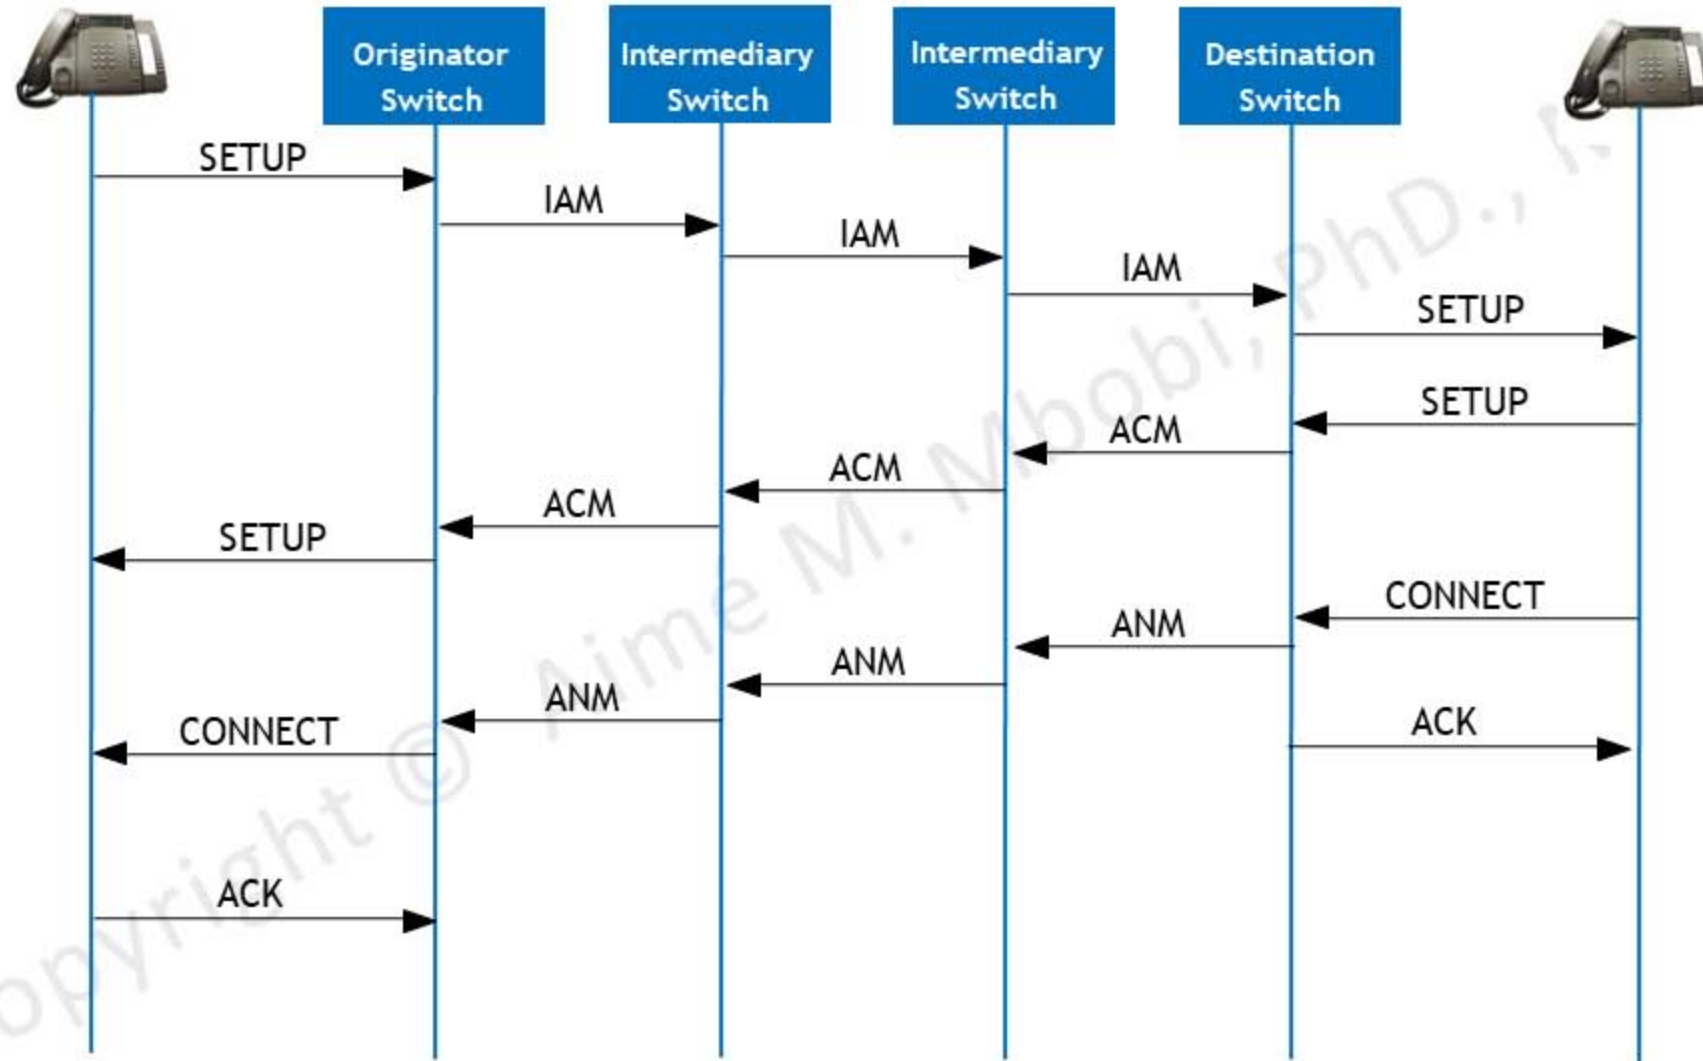 Originator
Switch
Intermediary
Switch
Intermediary
Switch
Destination
Switch
SETUP
IAM
IAM
IAM
SETUP
SETUP
ACM
ACM
ACM
SETUP
CONNECT
ANM
ANM
ANM
CONNECT
ACK
ACK
opyright © Aime M. Mbobi, PhD.,